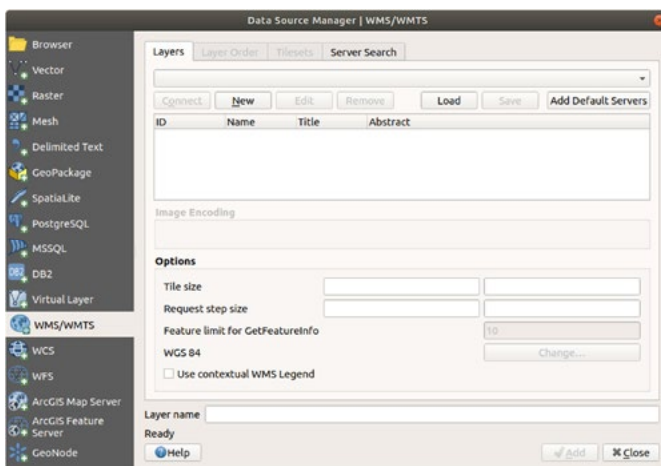 Data Source Manager | WMS/WMTS
Browser
Vector
Raster
Mesh
Delimited Text
GeoPackage
SpatiaLite
PostgreSQL
MSSQL
DB2
DB2
Virtual Layer
WMS/WMTS
WCS
WFS
ArcGIS Map Server
ArcGIS Feature
Server
GeoNode
Layers Layer Order Tilesets Server Search
Connect New Edit Remove Load Save Add Default Servers
ID Name Title Abstract
Image Encoding
Options
Tile size
Request step size
Feature limit for GetFeatureInfo 10
WGS 84 Change...
Use contextual WMS Legend
Layer name
Ready
Help Add Close